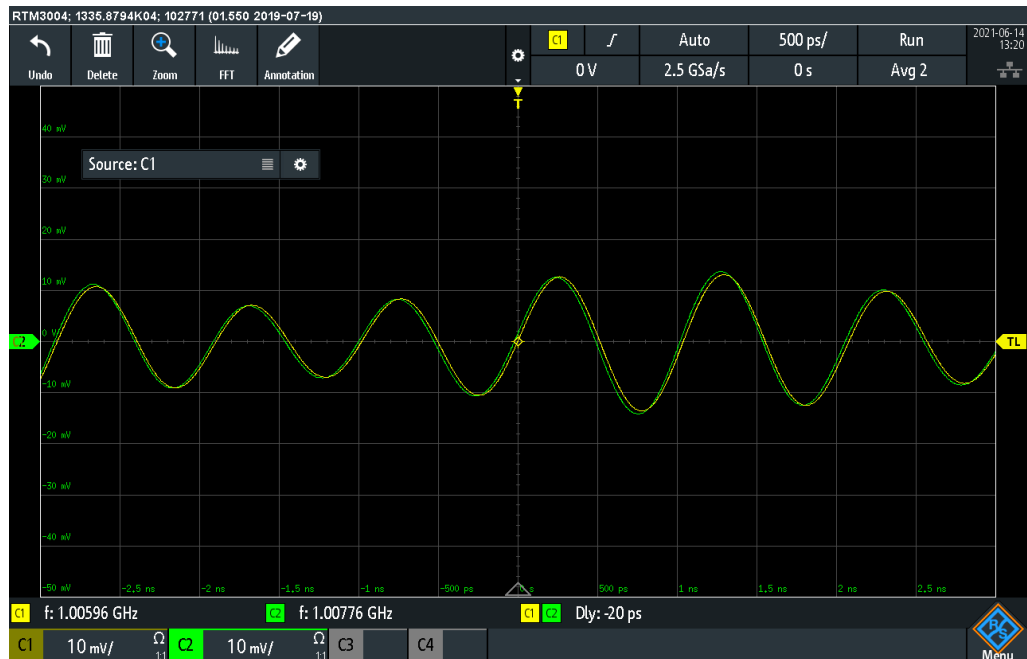 RTM3004; 1335.8794K04; 102771 (01.550 2019-07-19)
Undo Delete Zoom FFT Annotation
C1 Auto 500 ps/ Run
0 V 2.5 GSa/s 0 s Avg 2
2021-06-14
13:20
T
40 mV
Source: C1
30 mV
20 mV
10 mV
0 V
C2 TL
-10 mV
-20 mV
-30 mV
-40 mV
-50 mV -2.5 ns -2 ns -1.5 ns -1 ns -500 ps 0 s 500 ps 1 ns 1.5 ns 2 ns 2.5 ns
C1 f: 1.00596 GHz C2 f: 1.00776 GHz C1 C2 Dly: -20 ps
C1 10 mV/ Ω 1:1 C2 10 mV/ Ω 1:1 C3 C4
R&S
Menu